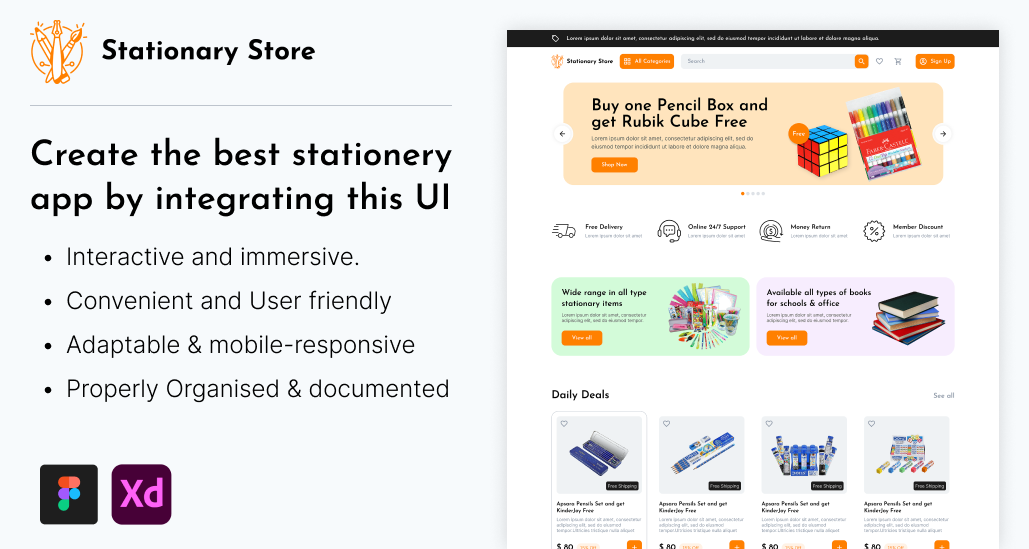 Stationary Store
Create the best stationery
app by integrating this UI
• Interactive and immersive.
• Convenient and User friendly
• Adaptable & mobile-responsive
• Properly Organised & documented
Xd
Lorem ipsum dolor sit amet, consectetur adipiscing elit, sed do eiusmod tempor incididunt ut labore et dolore magna aliqua.
Stationary Store All Categories Search Sign Up
Buy one Pencil Box and
get Rubik Cube Free
Lorem ipsum dolor sit amet, consectetur adipiscing elit, sed do
eiusmod tempor incididunt ut labore et dolore magna aliqua.
Shop Now
Free
FABER-CASTELL
Free Delivery
Lorem ipsum dolor sit amet
Online 24/7 Support
Lorem ipsum dolor sit amet
Money Return
Lorem ipsum dolor sit amet
Member Discount
Lorem ipsum dolor sit amet
Wide range in all type
stationery items
Lorem ipsum dolor sit amet, consectetur
adipiscing elit, sed do eiusmod tempor.
View all
Available all types of books
for schools & office
Lorem ipsum dolor sit amet, consectetur
adipiscing elit, sed do eiusmod tempor.
View all
Daily Deals See all
Free Shipping
Apsara Pencils Set and get
KinderJoy Free
Lorem ipsum dolor sit amet, consectetur
adipiscing elit, sed do eiusmod
tempor.Ultricies tristique nulla aliquet
$ 80
Free Shipping
Apsara Pencils Set and get
KinderJoy Free
Lorem ipsum dolor sit amet, consectetur
adipiscing elit, sed do eiusmod
tempor.Ultricies tristique nulla aliquet
$ 80
Free Shipping
Apsara Pencils Set and get
KinderJoy Free
Lorem ipsum dolor sit amet, consectetur
adipiscing elit, sed do eiusmod
tempor.Ultricies tristique nulla aliquet
$ 80
Free Shipping
Apsara Pencils Set and get
KinderJoy Free
Lorem ipsum dolor sit amet, consectetur
adipiscing elit, sed do eiusmod
tempor.Ultricies tristique nulla aliquet
$ 80